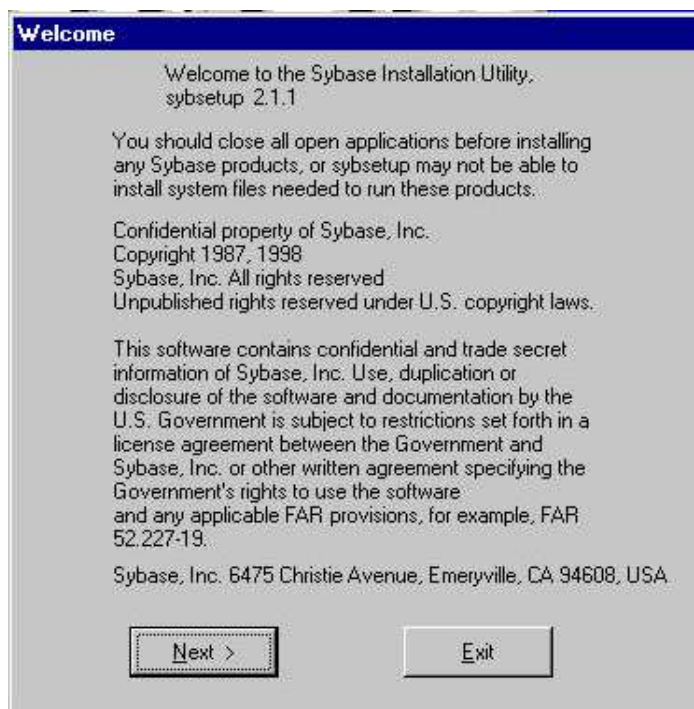 Welcome
Welcome to the Sybase Installation Utility,
sybsetup 2.1.1
You should close all open applications before installing
any Sybase products, or sybsetup may not be able to
install system files needed to run these products.
Confidential property of Sybase, Inc.
Copyright 1987, 1998
Sybase, Inc. All rights reserved
Unpublished rights reserved under U.S. copyright laws.
This software contains confidential and trade secret
information of Sybase, Inc. Use, duplication or
disclosure of the software and documentation by the
U.S. Government is subject to restrictions set forth in a
license agreement between the Government and
Sybase, Inc. or other written agreement specifying the
Government's rights to use the software
and any applicable FAR provisions, for example, FAR
52.227-19.
Sybase, Inc. 6475 Christie Avenue, Emeryville, CA 94608, USA
Next >
Exit